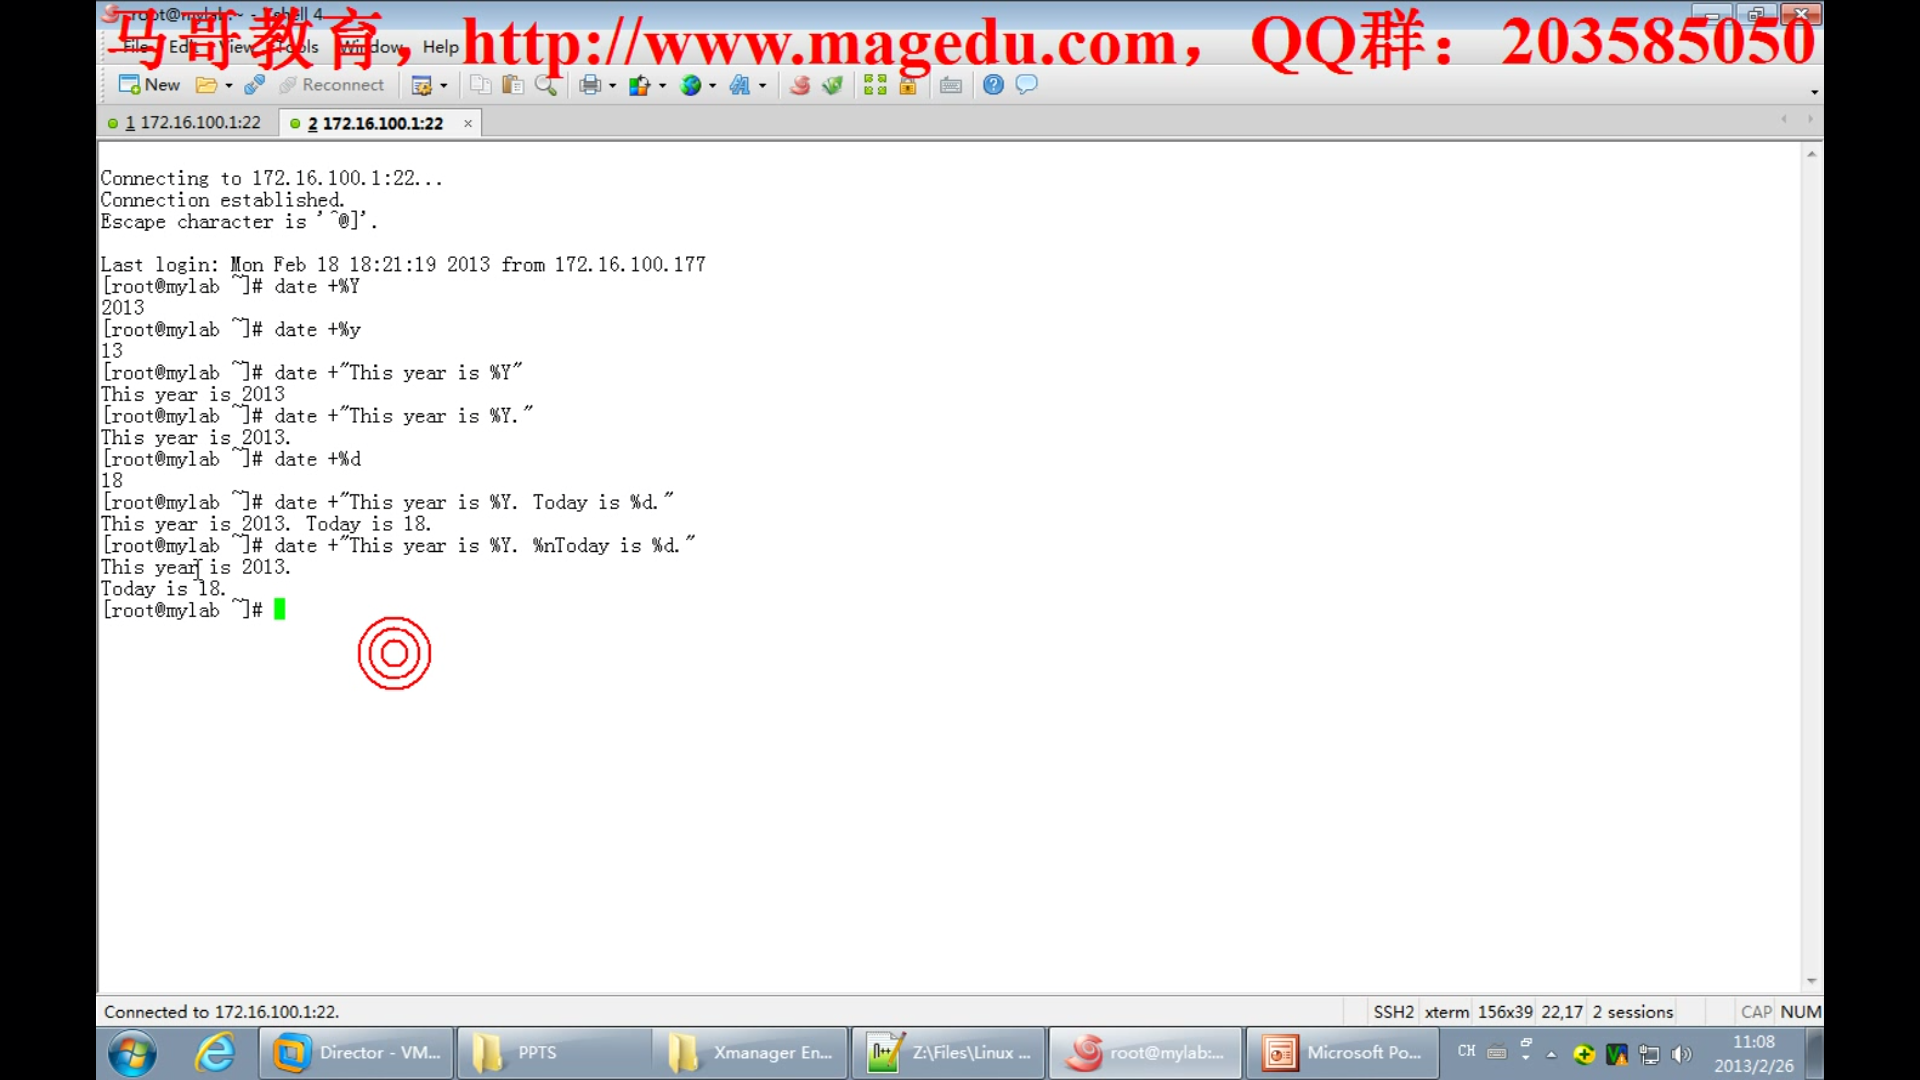 root@mylab:~ - Xshell 4
马哥教育，http://www.magedu.com，QQ群：203585050
File Edit View Tools Window Help
New Reconnect
1 172.16.100.1:22 2 172.16.100.1:22
Connecting to 172.16.100.1:22...
Connection established.
Escape character is '^@]'.
Last login: Mon Feb 18 18:21:19 2013 from 172.16.100.177
[root@mylab ~]# date +%Y
2013
[root@mylab ~]# date +%y
13
[root@mylab ~]# date +"This year is %Y"
This year is 2013
[root@mylab ~]# date +"This year is %Y."
This year is 2013.
[root@mylab ~]# date +%d
18
[root@mylab ~]# date +"This year is %Y. Today is %d."
This year is 2013. Today is 18.
[root@mylab ~]# date +"This year is %Y. %nToday is %d."
This year is 2013.
Today is 18.
[root@mylab ~]#
Connected to 172.16.100.1:22.
SSH2 xterm 156x39 22,17 2 sessions CAP NUM
Director - VM... PPTS Xmanager En... Z:\Files\Linux ... root@mylab:... Microsoft Po... CH 11:08
2013/2/26